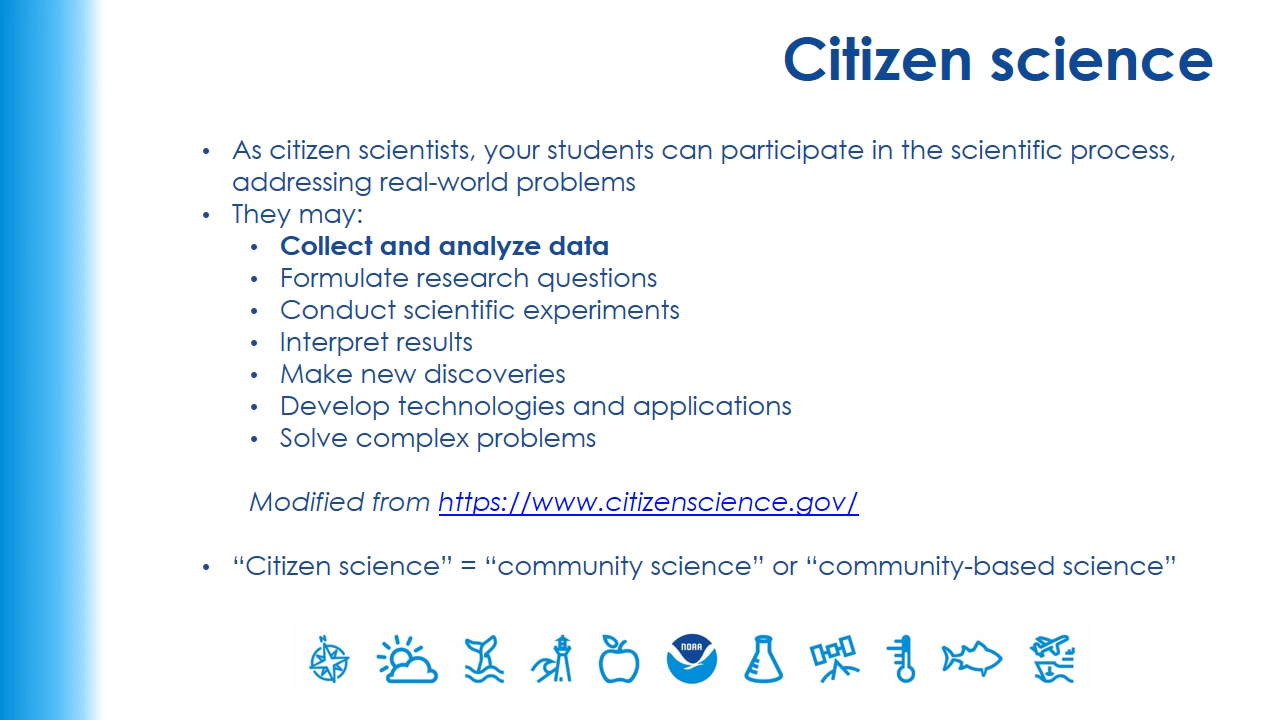 Citizen science
• As citizen scientists, your students can participate in the scientific process,
addressing real-world problems
• They may:
• Collect and analyze data
• Formulate research questions
• Conduct scientific experiments
• Interpret results
• Make new discoveries
• Develop technologies and applications
• Solve complex problems
Modified from https://www.citizenscience.gov/
• “Citizen science” = “community science” or “community-based science”
N
NOAA